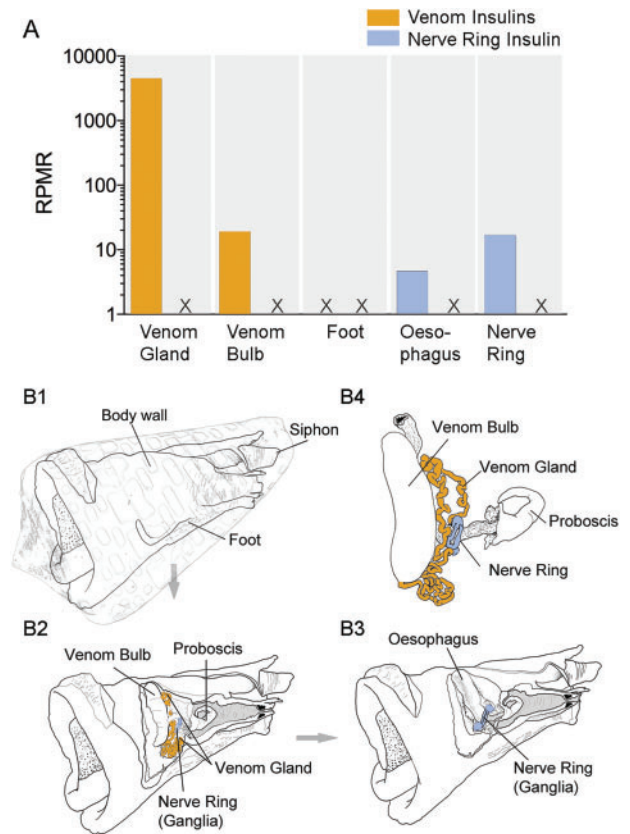 A
Venom Insulins
Nerve Ring Insulin
RPMR
10000
1000
100
10
1
X
X
X X
X
X
Venom
Gland
Venom
Bulb
Foot
Oeso-
phagus
Nerve
Ring
B1
Body wall
Siphon
Foot
B4
Venom Bulb
Venom Gland
Proboscis
Nerve Ring
B2
Venom Bulb
Proboscis
Venom Gland
Nerve Ring
(Ganglia)
B3
Oesophagus
Nerve Ring
(Ganglia)